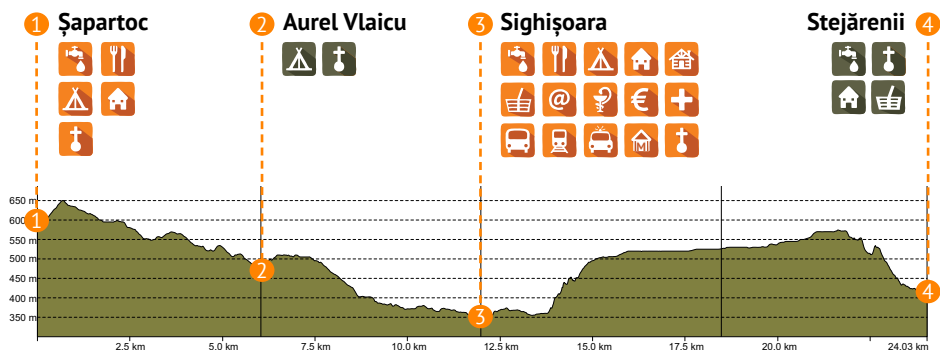 1 Șapartoc
2 Aurel Vlaicu
3 Sighișoara
Stejărenii 4
@ €
M
650 m
600 m
550 m
500 m
450 m
400 m
350 m
1
2
3
4
2.5 km 5.0 km 7.5 km 10.0 km 12.5 km 15.0 km 17.5 km 20.0 km 24.03 km